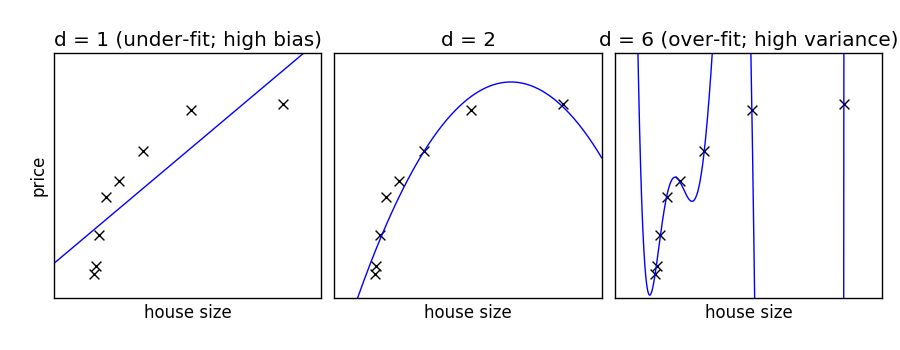 d = 1 (under-fit; high bias)
d = 2
d = 6 (over-fit; high variance)
price
house size
house size
house size